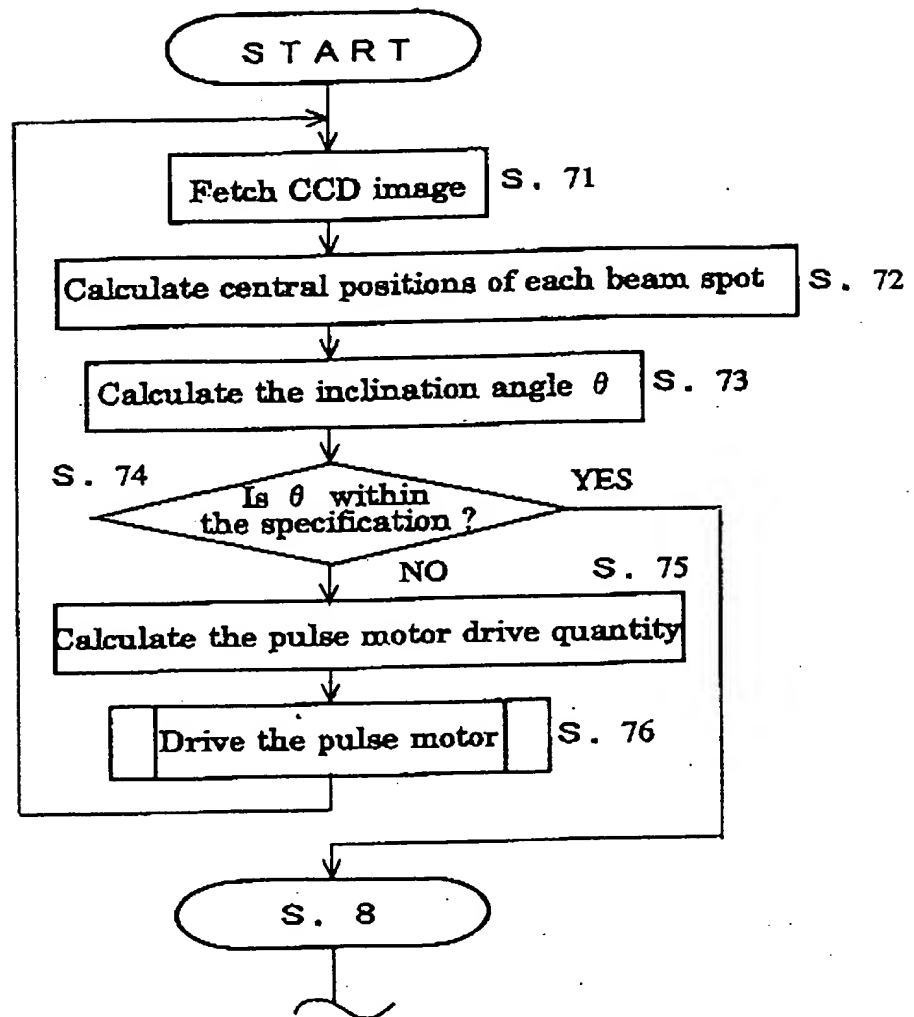 START
Fetch CCD image
S. 71
Calculate central positions of each beam spot
S. 72
Calculate the inclination angle θ
S. 73
S. 74
Is θ within
the specification ?
YES
NO
S. 75
Calculate the pulse motor drive quantity
Drive the pulse motor
S. 76
S. 8